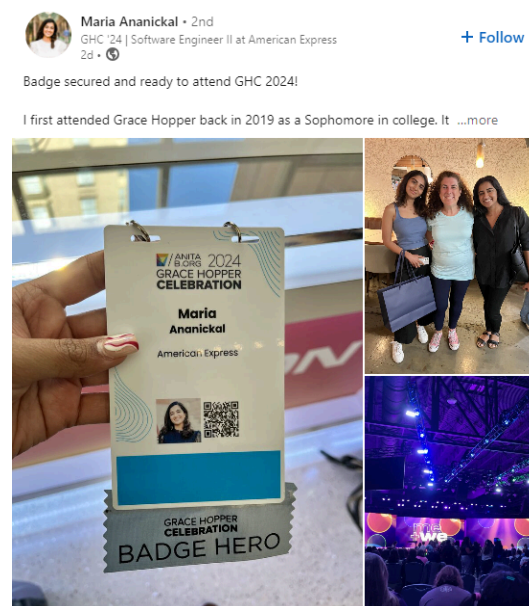 Maria Ananickal • 2nd
+ Follow
GHC '24 | Software Engineer II at American Express
2d •
Badge secured and ready to attend GHC 2024!
I first attended Grace Hopper back in 2019 as a Sophomore in college. It ...more
ANITA
B.ORG 2024
GRACE HOPPER
CELEBRATION
Maria
Ananickal
American Express
GRACE HOPPER
CELEBRATION
BADGE HERO
me
+we